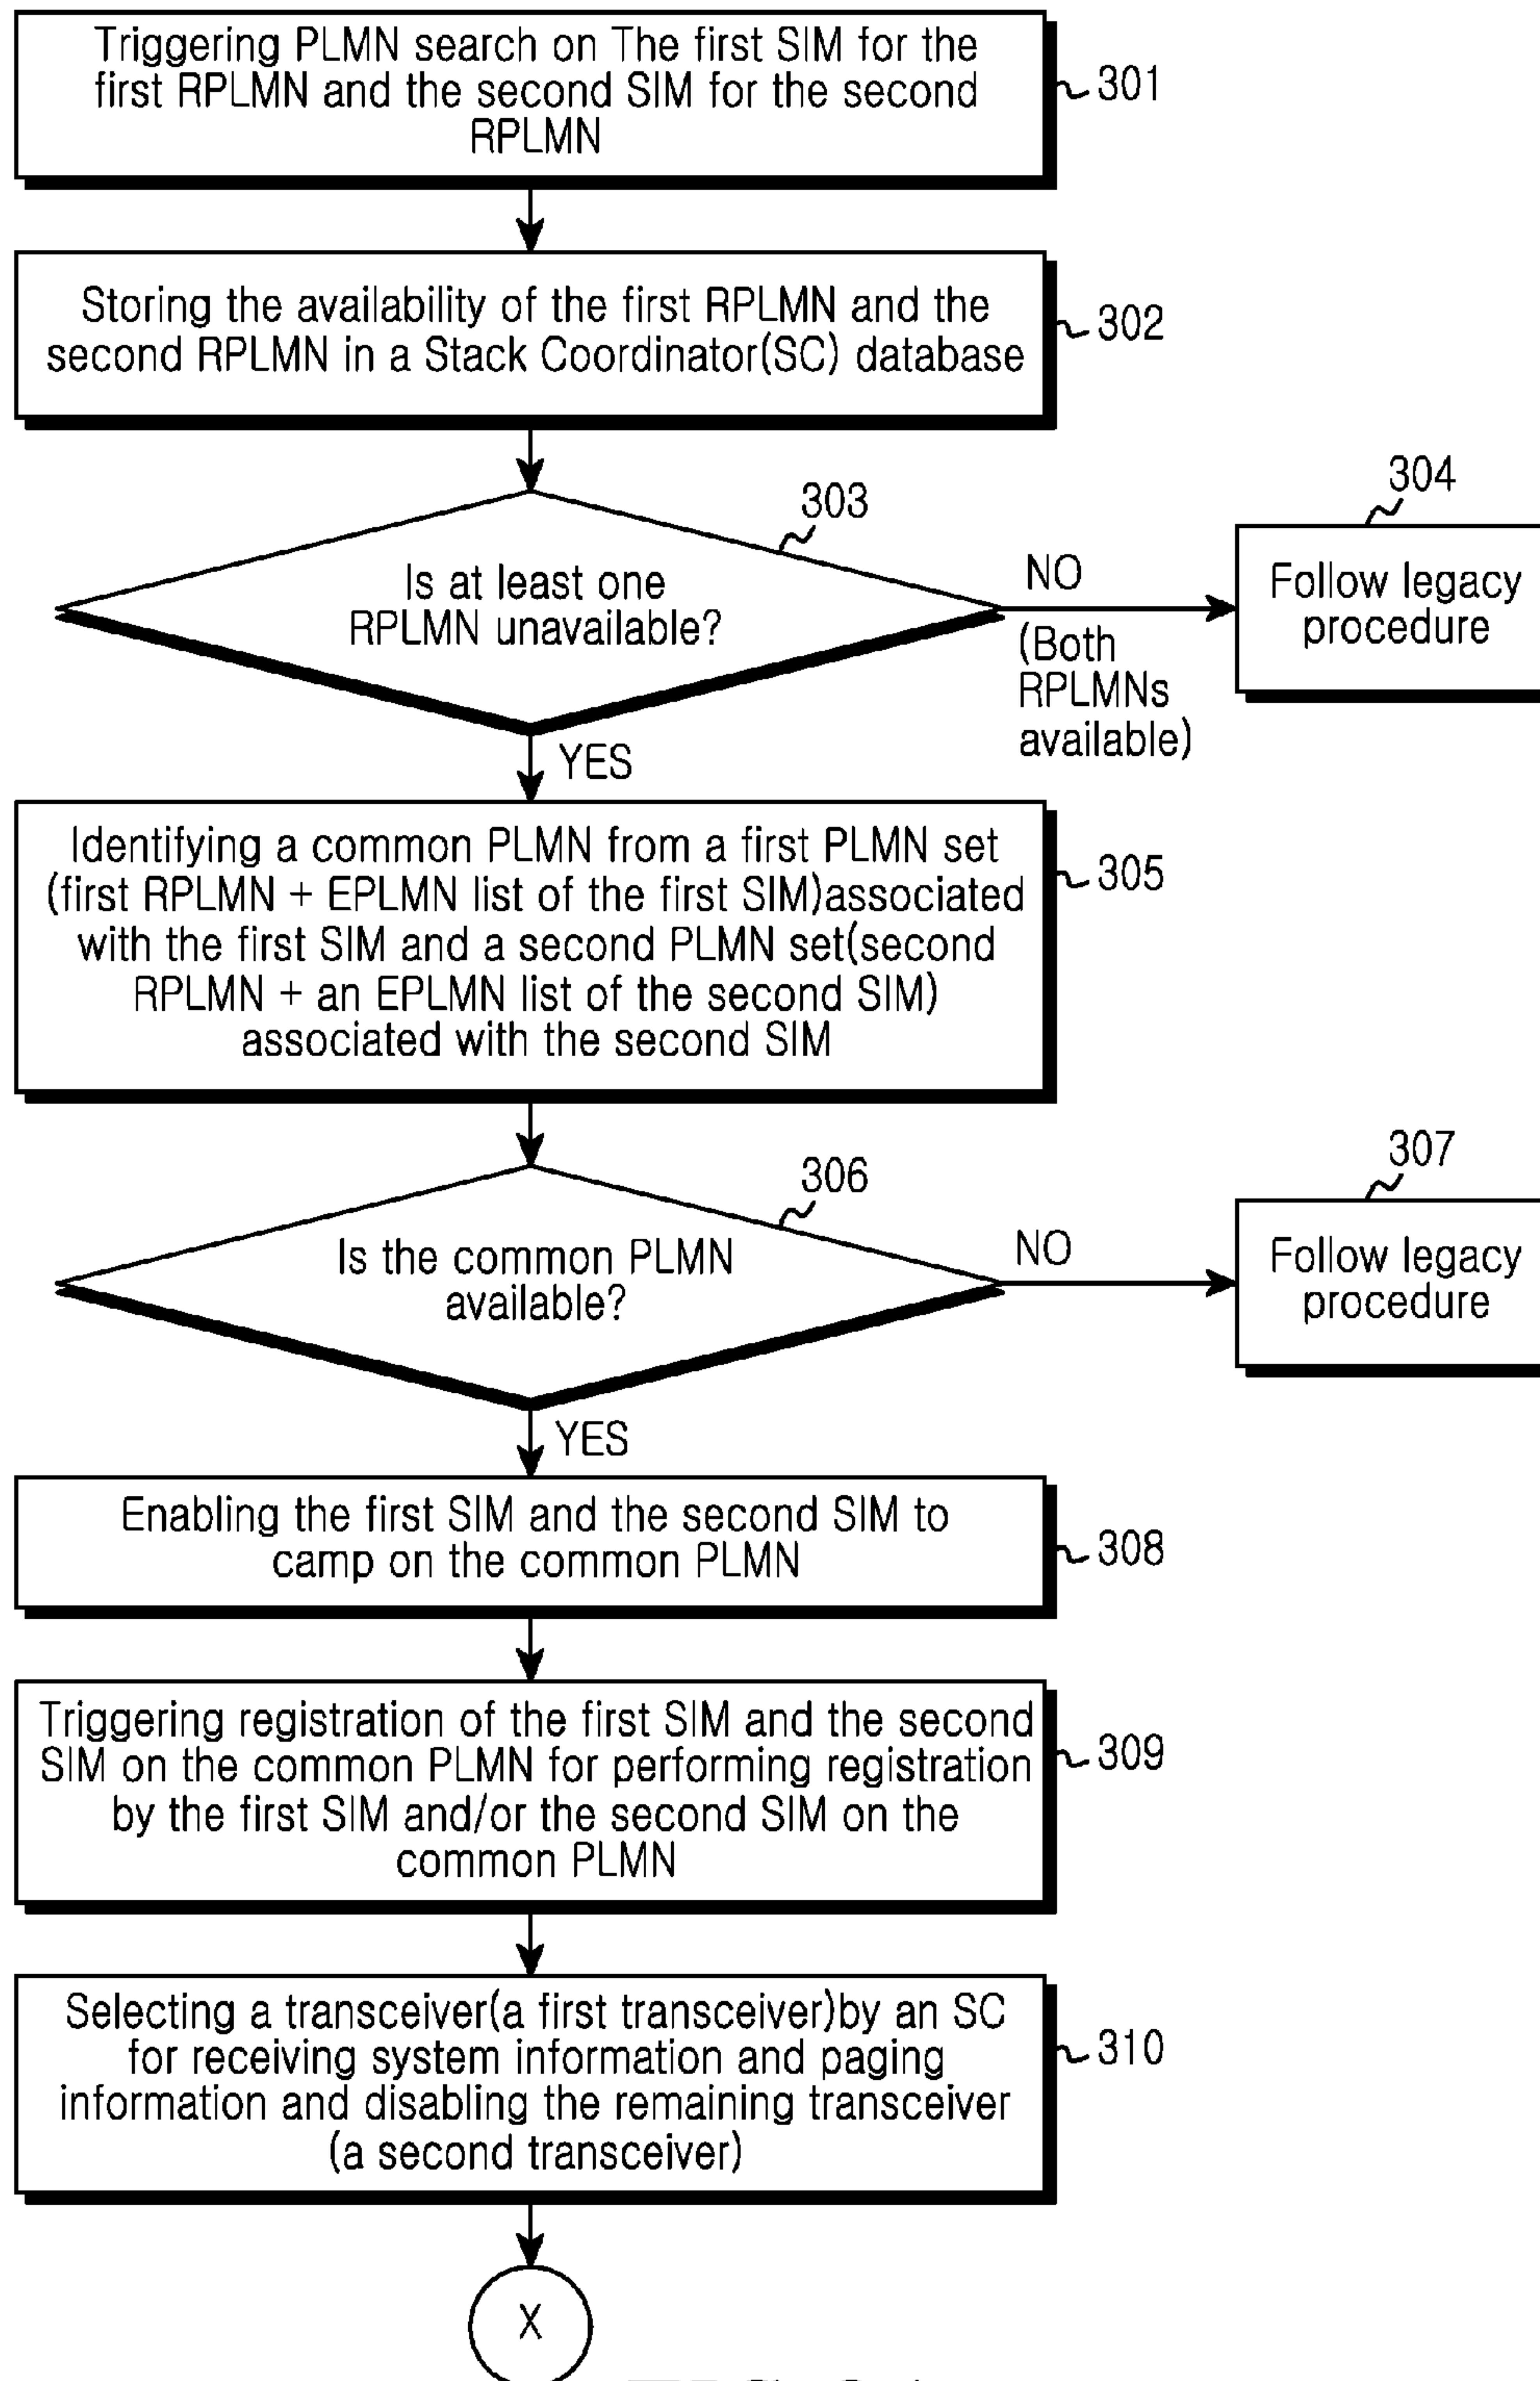 Triggering PLMN search on The first SIM for the
first RPLMN and the second SIM for the second
RPLMN
301
Storing the availability of the first RPLMN and the
second RPLMN in a Stack Coordinator(SC) database
302
303
Is at least one
RPLMN unavailable?
NO
(Both
RPLMNs
available)
304
Follow legacy
procedure
YES
Identifying a common PLMN from a first PLMN set
(first RPLMN + EPLMN list of the first SIM)associated
with the first SIM and a second PLMN set(second
RPLMN + an EPLMN list of the second SIM)
associated with the second SIM
305
306
Is the common PLMN
available?
NO
307
Follow legacy
procedure
YES
Enabling the first SIM and the second SIM to
camp on the common PLMN
308
Triggering registration of the first SIM and the second
SIM on the common PLMN for performing registration
by the first SIM and/or the second SIM on the
common PLMN
309
Selecting a transceiver(a first transceiver)by an SC
for receiving system information and paging
information and disabling the remaining transceiver
(a second transceiver)
310
X